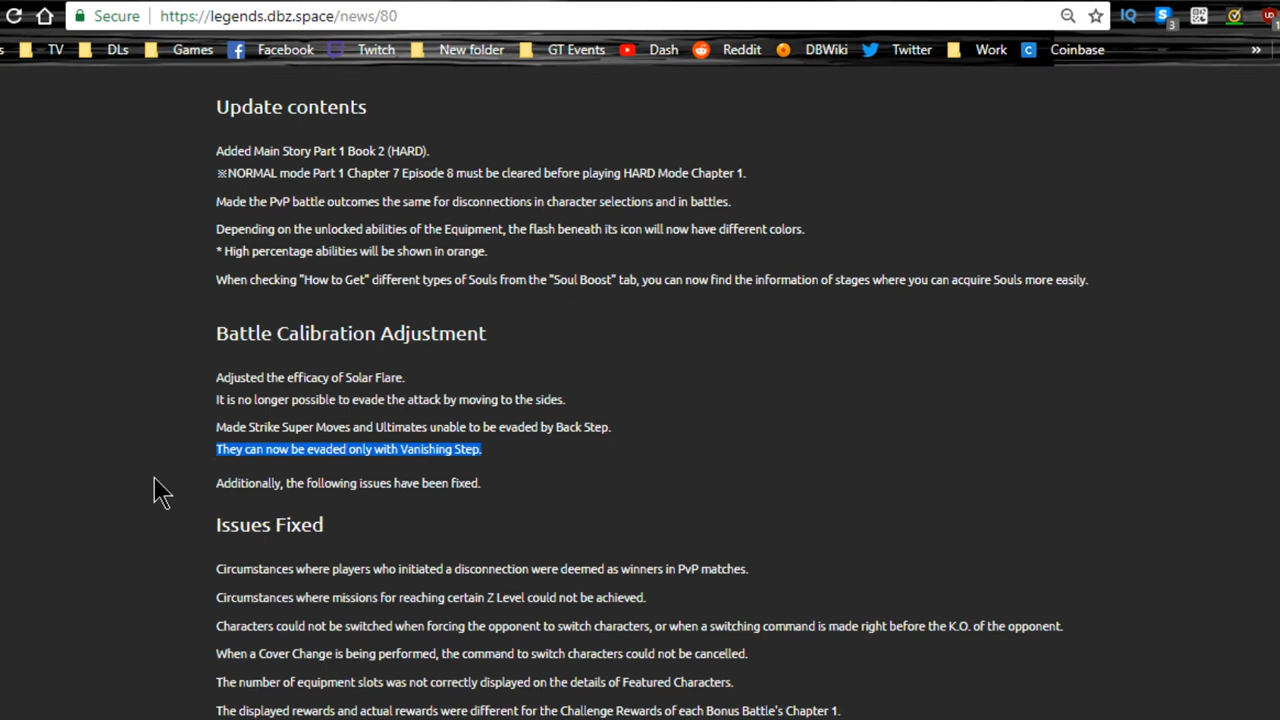 Secure https://legends.dbz.space/news/80 IQ S 3
s TV DLs Games Facebook Twitch New folder GT Events Dash Reddit DBWiki Twitter Work C Coinbase »
Update contents
Added Main Story Part 1 Book 2 (HARD).
※NORMAL mode Part 1 Chapter 7 Episode 8 must be cleared before playing HARD Mode Chapter 1.
Made the PvP battle outcomes the same for disconnections in character selections and in battles.
Depending on the unlocked abilities of the Equipment, the flash beneath its icon will now have different colors.
* High percentage abilities will be shown in orange.
When checking "How to Get" different types of Souls from the "Soul Boost" tab, you can now find the information of stages where you can acquire Souls more easily.
Battle Calibration Adjustment
Adjusted the efficacy of Solar Flare.
It is no longer possible to evade the attack by moving to the sides.
Made Strike Super Moves and Ultimates unable to be evaded by Back Step.
They can now be evaded only with Vanishing Step.
Additionally, the following issues have been fixed.
Issues Fixed
Circumstances where players who initiated a disconnection were deemed as winners in PvP matches.
Circumstances where missions for reaching certain Z Level could not be achieved.
Characters could not be switched when forcing the opponent to switch characters, or when a switching command is made right before the K.O. of the opponent.
When a Cover Change is being performed, the command to switch characters could not be cancelled.
The number of equipment slots was not correctly displayed on the details of Featured Characters.
The displayed rewards and actual rewards were different for the Challenge Rewards of each Bonus Battle's Chapter 1.